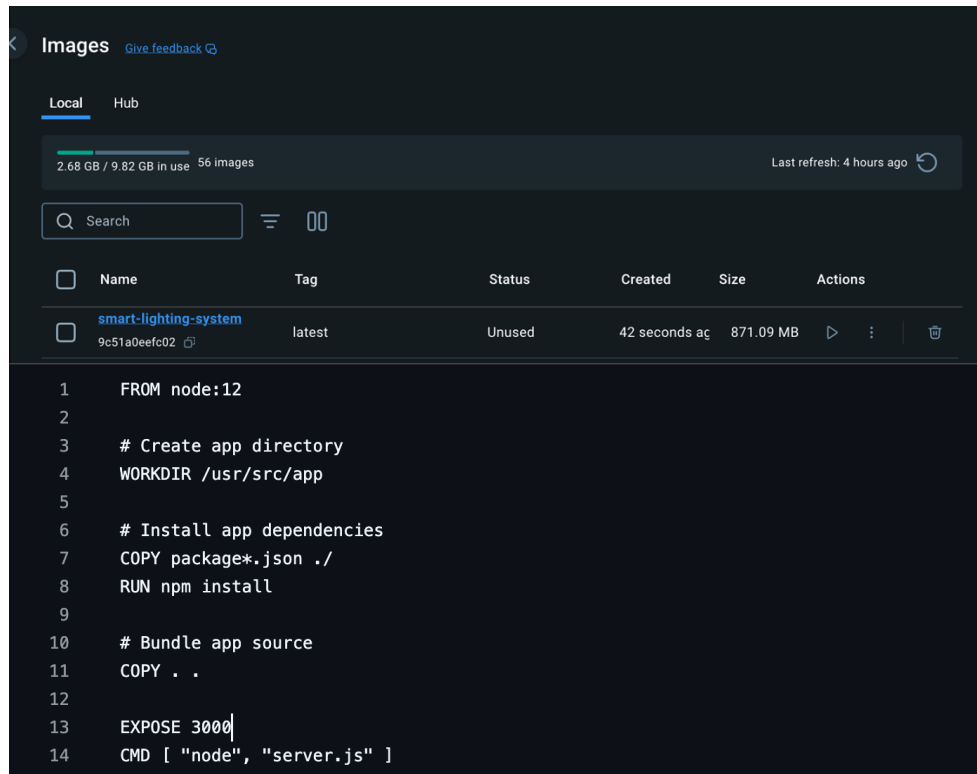 Images Give feedback
Local Hub
2.68 GB / 9.82 GB in use 56 images Last refresh: 4 hours ago
Search
Name Tag Status Created Size Actions
smart-lighting-system
9c51a0eefc02
latest Unused 42 seconds ag 871.09 MB
1 FROM node:12
2
3 # Create app directory
4 WORKDIR /usr/src/app
5
6 # Install app dependencies
7 COPY package*.json ./
8 RUN npm install
9
10 # Bundle app source
11 COPY . .
12
13 EXPOSE 3000
14 CMD [ "node", "server.js" ]